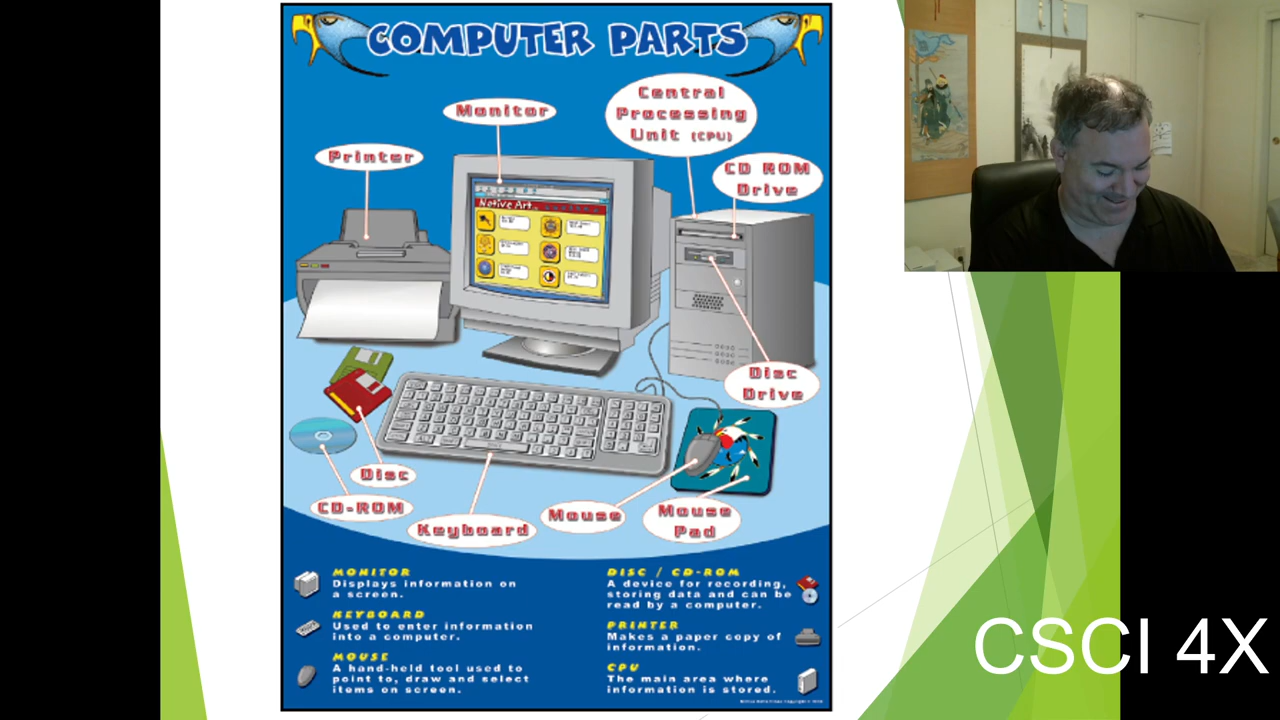 COMPUTER PARTS
Monitor
Central
Processing
Unit (CPU)
Printer
CD ROM
Drive
Native Art
Disc
Drive
Disc
CD-ROM
Keyboard
Mouse
Mouse
Pad
MONITOR
Displays information on
a screen.
KEYBOARD
Used to enter information
into a computer.
MOUSE
A hand-held tool used to
point to, draw and select
items on screen.
DISC / CD-ROM
A device for recording,
storing data and can be
read by a computer.
PRINTER
Makes a paper copy of
information.
CPU
The main area where
information is stored.
CSCI 4X